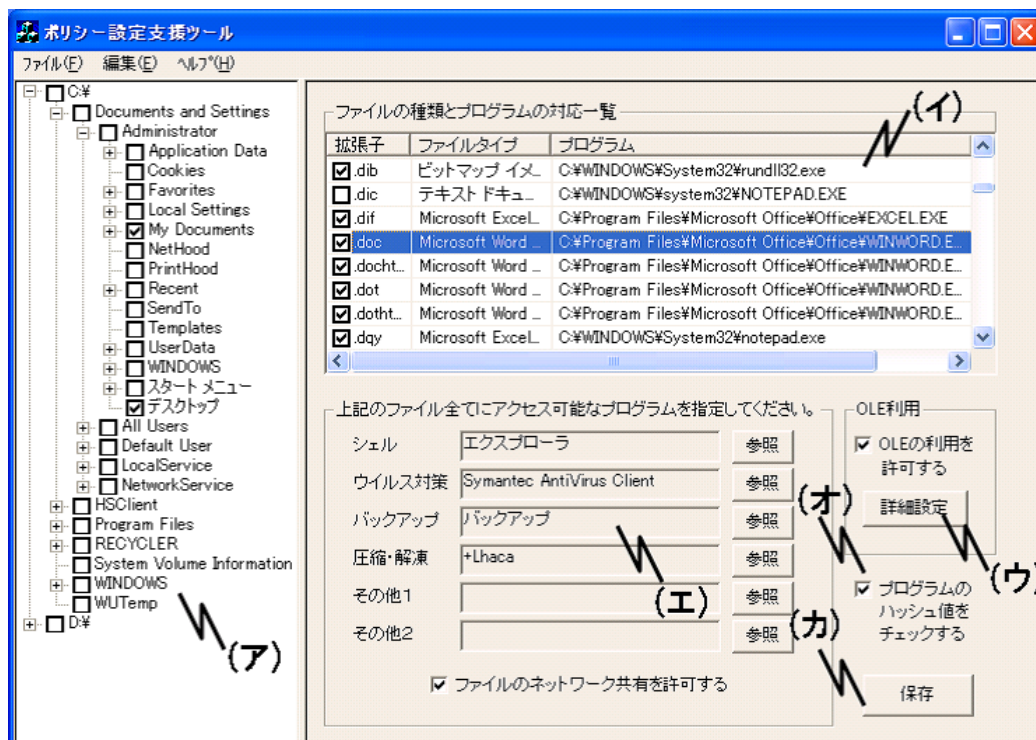 ポリシー設定支援ツール
ファイル(F) 編集(E) ヘルプ(H)
C:¥
Documents and Settings
Administrator
Application Data
Cookies
Favorites
Local Settings
My Documents
NetHood
PrintHood
Recent
SendTo
Templates
UserData
WINDOWS
スタート メニュー
デスクトップ
All Users
Default User
LocalService
NetworkService
HSClient
Program Files
RECYCLER
System Volume Information
WINDOWS
WUTemp
D:¥
(ア)
ファイルの種類とプログラムの対応一覧
(イ)
拡張子 ファイルタイプ プログラム
.dib ビットマップ イメ... C:¥WINDOWS¥System32¥rundll32.exe
.dic テキスト ドキュ... C:¥WINDOWS¥system32¥NOTEPAD.EXE
.dif Microsoft Excel... C:¥Program Files¥Microsoft Office¥Office¥EXCEL.EXE
.doc Microsoft Word ... C:¥Program Files¥Microsoft Office¥Office¥WINWORD.E...
.docht... Microsoft Word ... C:¥Program Files¥Microsoft Office¥Office¥WINWORD.E...
.dot Microsoft Word ... C:¥Program Files¥Microsoft Office¥Office¥WINWORD.E...
.dotht... Microsoft Word ... C:¥Program Files¥Microsoft Office¥Office¥WINWORD.E...
.dqy Microsoft Excel... C:¥WINDOWS¥System32¥notepad.exe
上記のファイル全てにアクセス可能なプログラムを指定してください。
シェル エクスプローラ 参照
ウイルス対策 Symantec AntiVirus Client 参照
バックアップ バックアップ 参照
圧縮・解凍 +Lhaca 参照
その他1 参照
その他2 参照
(エ)
ファイルのネットワーク共有を許可する
OLE利用
OLEの利用を
許可する
詳細設定
(オ)
(ウ)
プログラムの
ハッシュ値を
チェックする
(カ)
保存